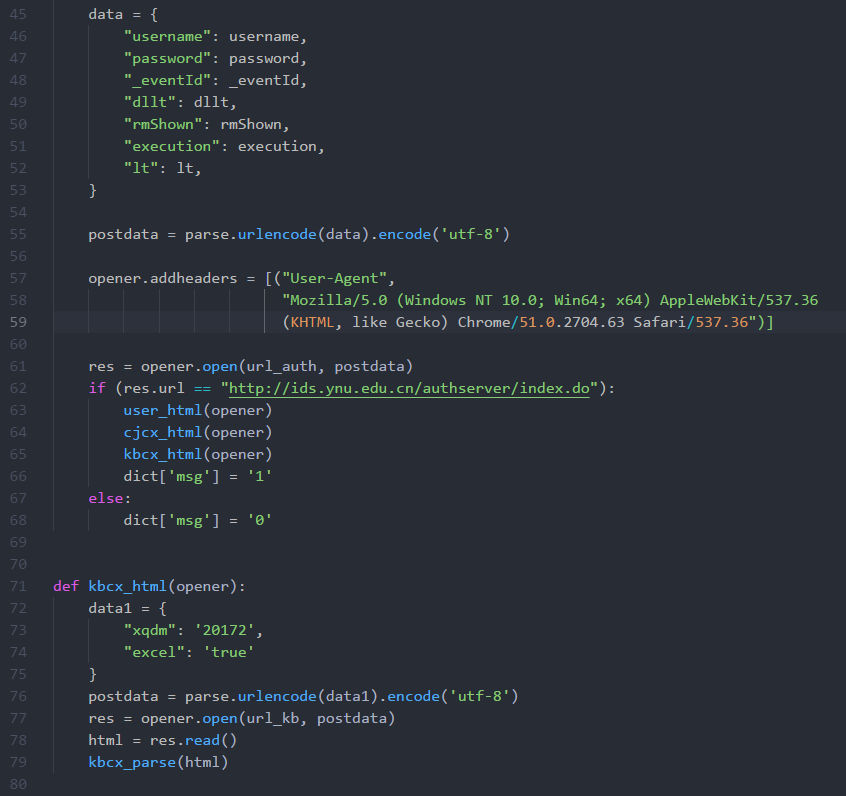 45 data = {
46 "username": username,
47 "password": password,
48 "_eventId": _eventId,
49 "dllt": dllt,
50 "rmShown": rmShown,
51 "execution": execution,
52 "lt": lt,
53 }
54
55 postdata = parse.urlencode(data).encode('utf-8')
56
57 opener.addheaders = [("User-Agent",
58 "Mozilla/5.0 (Windows NT 10.0; Win64; x64) AppleWebKit/537.36
59 (KHTML, like Gecko) Chrome/51.0.2704.63 Safari/537.36")]
60
61 res = opener.open(url_auth, postdata)
62 if (res.url == "http://ids.ynu.edu.cn/authserver/index.do"):
63 user_html(opener)
64 cjcx_html(opener)
65 kbcx_html(opener)
66 dict['msg'] = '1'
67 else:
68 dict['msg'] = '0'
69
70
71 def kbcx_html(opener):
72 data1 = {
73 "xqdm": '20172',
74 "excel": 'true'
75 }
76 postdata = parse.urlencode(data1).encode('utf-8')
77 res = opener.open(url_kb, postdata)
78 html = res.read()
79 kbcx_parse(html)
80